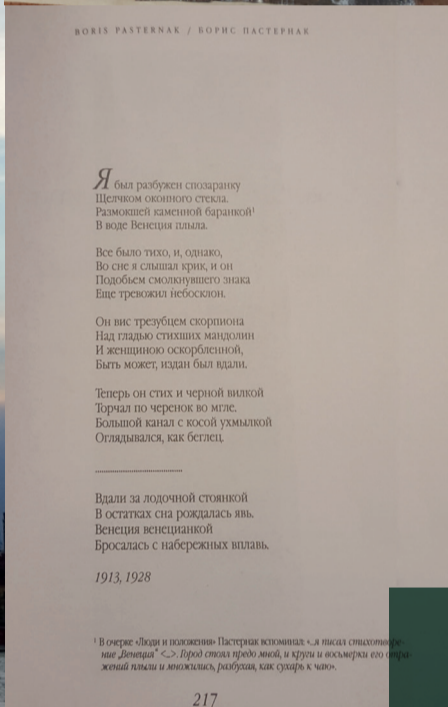 BORIS PASTERNAK / БОРИС ПАСТЕРНАК
Я был разбужен спозаранку
Щелчком оконного стекла.
Размокшей каменной баранкой¹
В воде Венеция плыла.
Все было тихо, и, однако,
Во сне я слышал крик, и он
Подобьем смолкнувшего знака
Еще тревожил небосклон.
Он вис трезубцем скорпиона
Над гладью стихших мандолин
И женщиною оскорбленной,
Быть может, издан был вдали.
Теперь он стих и черной вилкой
Торчал по черенок во мгле.
Большой канал с косой ухмылкой
Оглядывался, как беглец.
Вдали за лодочной стоянкой
В остатках сна рождалась явь.
Венеция венецианкой
Бросалась с набережных вплавь.
1913, 1928
¹ В очерке «Люди и положения» Пастернак вспоминал: «...я писал стихотворе-
ние „Венеция" <...>. Город стоял предо мной, и круги и восьмерки его отра-
жений плыли и множились, разбухая, как сухарь к чаю».
217